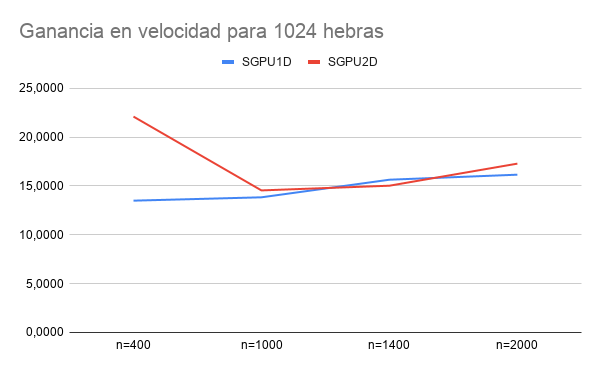 Ganancia en velocidad para 1024 hebras
SGPU1D SGPU2D
25,0000
20,0000
15,0000
10,0000
5,0000
0,0000
n=400 n=1000 n=1400 n=2000